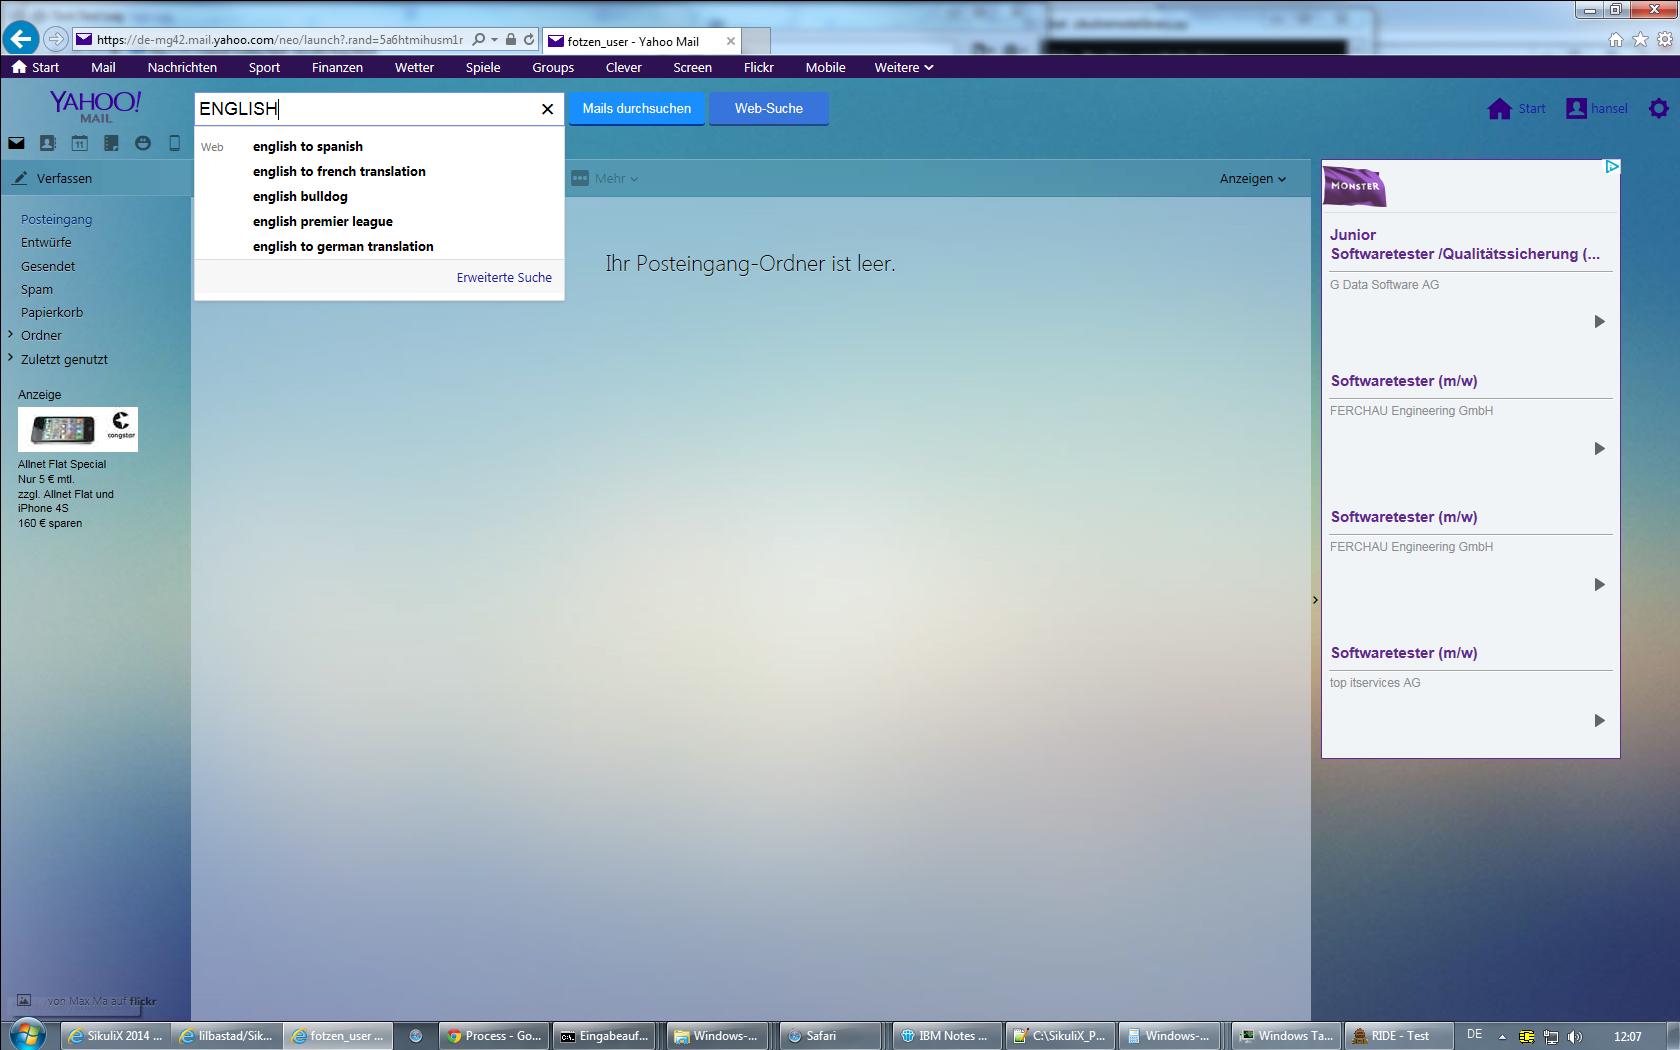 https://de-mg42.mail.yahoo.com/neo/launch?.rand=5a6htmihusm1r
fotzen_user - Yahoo Mail
Start Mail Nachrichten Sport Finanzen Wetter Spiele Groups Clever Screen Flickr Mobile Weitere
YAHOO!
MAIL
ENGLISH
Mails durchsuchen
Web-Suche
Start
hansel
11
Web
english to spanish
english to french translation
english bulldog
english premier league
english to german translation
Erweiterte Suche
Verfassen
Mehr
Anzeigen
Posteingang
Entwürfe
Gesendet
Spam
Papierkorb
Ordner
Zuletzt genutzt
Ihr Posteingang-Ordner ist leer.
Anzeige
congstar
Allnet Flat Special
Nur 5 € mtl.
zzgl. Allnet Flat und
iPhone 4S
160 € sparen
MONSTER
Junior
Softwaretester /Qualitätssicherung (...
G Data Software AG
Softwaretester (m/w)
FERCHAU Engineering GmbH
Softwaretester (m/w)
FERCHAU Engineering GmbH
Softwaretester (m/w)
top itservices AG
von Max Ma auf flickr
SikuliX 2014 ...
lilbastad/Sik...
fotzen_user ...
Process - Go...
Eingabeauf...
Windows-...
Safari
IBM Notes ...
C:\SikuliX_P...
Windows-...
Windows Ta...
RIDE - Test
DE
12:07